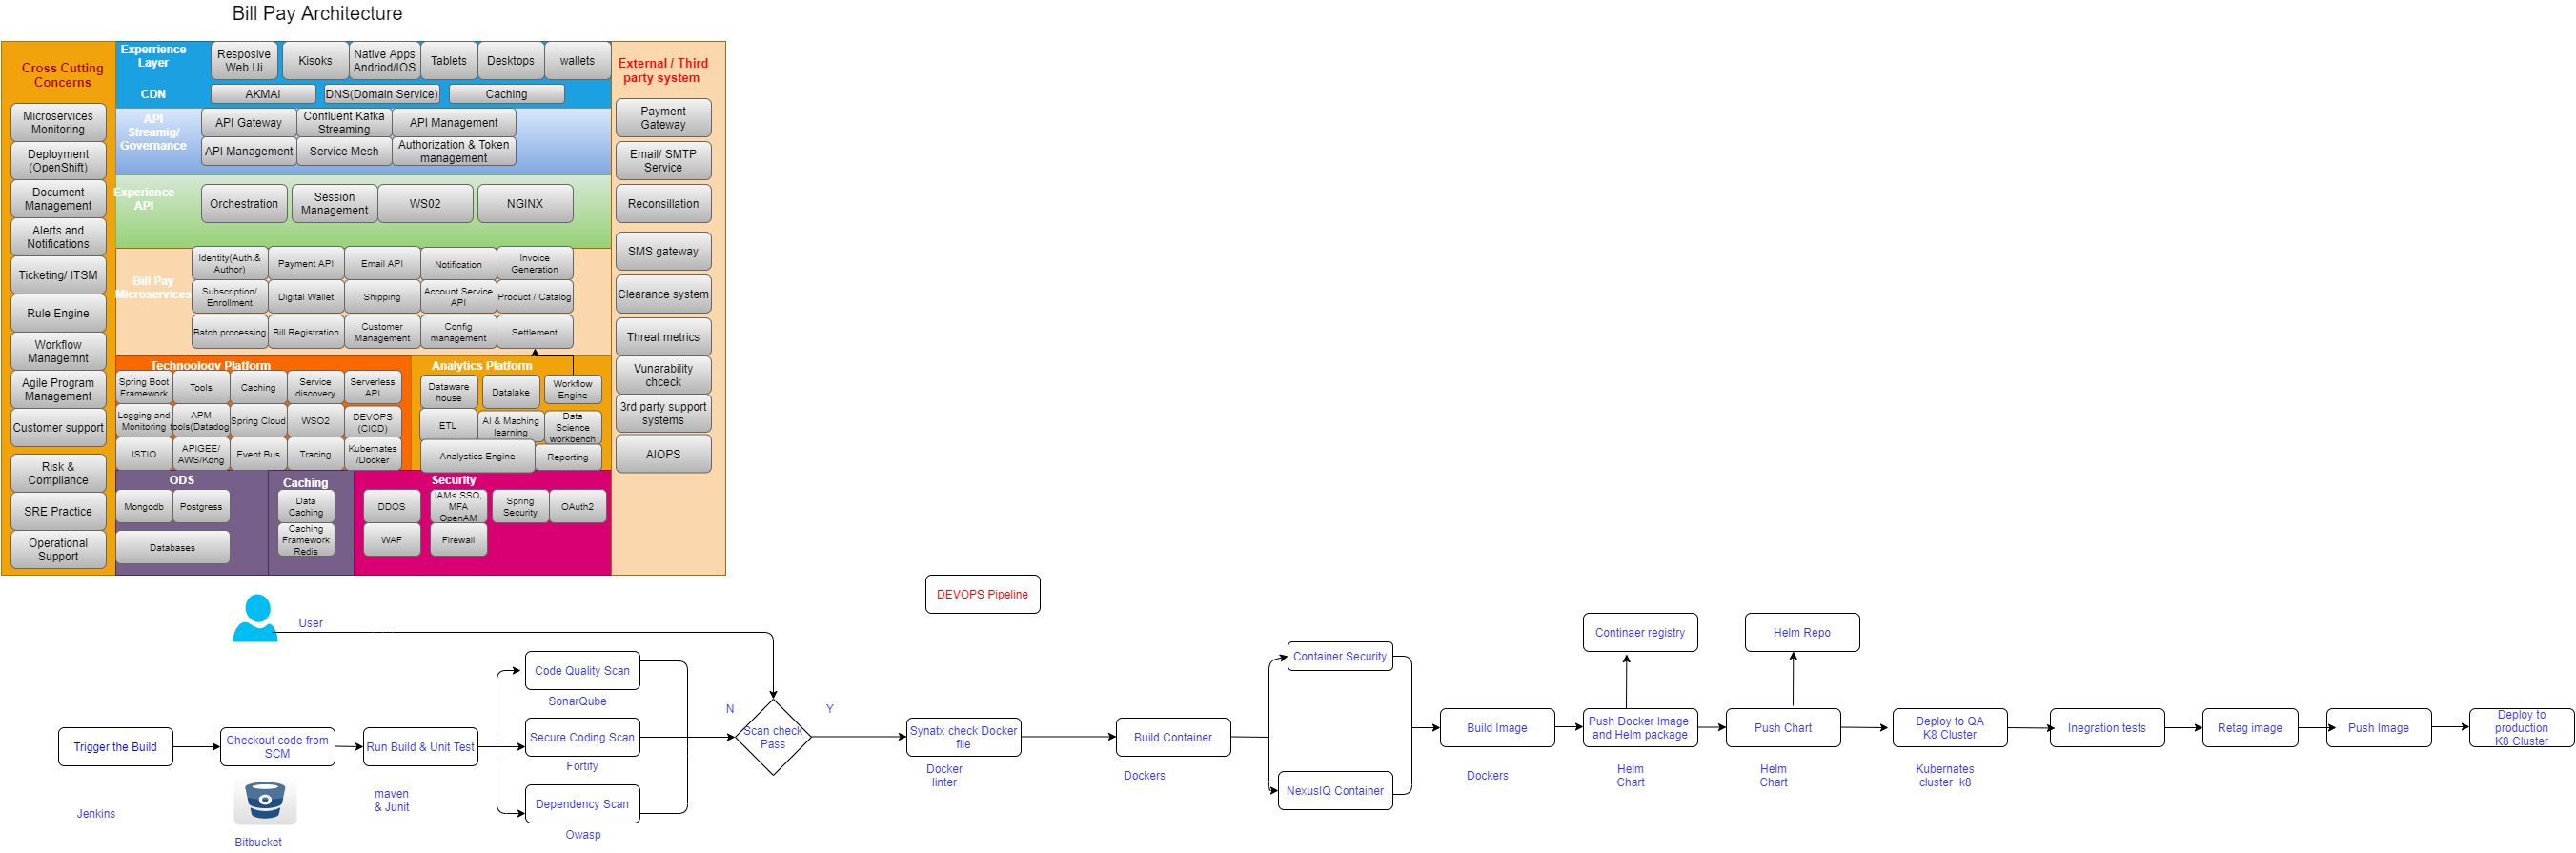 Bill Pay Architecture
Cross Cutting
Concerns
Microservices
Monitoring
Deployment
(OpenShift)
Document
Management
Alerts and
Notifications
Ticketing/ ITSM
Rule Engine
Workflow
Managemnt
Agile Program
Management
Customer support
Risk &
Compliance
SRE Practice
Operational
Support
Experrience
Layer
Resposive
Web Ui
Kisoks
Native Apps
Andriod/IOS
Tablets
Desktops
wallets
CDN
AKMAI
DNS(Domain Service)
Caching
API
Streamig/
Governance
API Gateway
Confluent Kafka
Streaming
API Management
API Management
Service Mesh
Authorization & Token
management
Experience
API
Orchestration
Session
Management
WS02
NGINX
Bill Pay
Microservices
Identity(Auth.&
Author)
Payment API
Email API
Notification
Invoice
Generation
Subscription/
Enrollment
Digital Wallet
Shipping
Account Service
API
Product / Catalog
Batch processing
Bill Registration
Customer
Management
Config
management
Settlement
Technoology Platform
Spring Boot
Framework
Tools
Caching
Service
discovery
Serverless
API
Logging and
Monitoring
APM
tools(Datadog
Spring Cloud
WSO2
DEVOPS
(CICD)
ISTIO
APIGEE/
AWS/Kong
Event Bus
Tracing
Kubernates
/Docker
Analytics Platform
Dataware
house
Datalake
Workflow
Engine
ETL
AI & Maching
learning
Data
Science
workbench
Analystics Engine
Reporting
ODS
Mongodb
Postgress
Databases
Caching
Data
Caching
Caching
Framework
Redis
Security
DDOS
IAM< SSO,
MFA
OpenAM
Spring
Security
OAuth2
WAF
Firewall
External / Third
party system
Payment
Gateway
Email/ SMTP
Service
Reconsillation
SMS gateway
Clearance system
Threat metrics
Vunarability
chceck
3rd party support
systems
AIOPS
DEVOPS Pipeline
User
Trigger the Build
Jenkins
Checkout code from
SCM
Bitbucket
Run Build & Unit Test
maven
& Junit
Code Quality Scan
SonarQube
Secure Coding Scan
Fortify
Dependency Scan
Owasp
N
Y
Scan check
Pass
Synatx check Docker
file
Docker
linter
Build Container
Dockers
Container Security
NexusIQ Container
Build Image
Dockers
Continaer registry
Push Docker Image
and Helm package
Helm
Chart
Helm Repo
Push Chart
Helm
Chart
Deploy to QA
K8 Cluster
Kubernates
cluster k8
Inegration tests
Retag image
Push Image
Deploy to
production
K8 Cluster